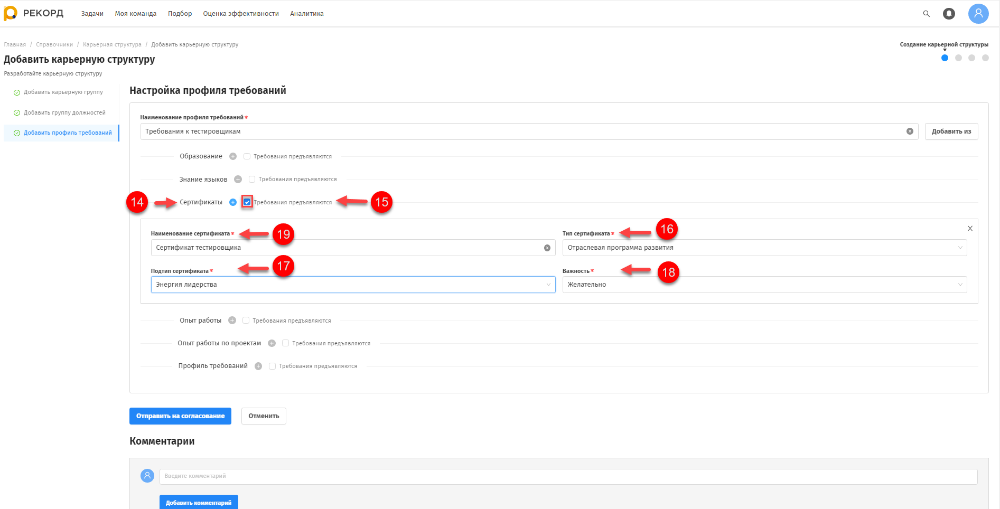 РЕКОРД Задачи Моя команда Подбор Оценка эффективности Аналитика
Главная / Справочники / Карьерная структура / Добавить карьерную структуру
Создание карьерной структуры
Добавить карьерную структуру
Разработайте карьерную структуру
Добавить карьерную группу
Добавить группу должностей
Добавить профиль требований
Настройка профиля требований
Наименование профиля требований *
Требования к тестировщикам
Добавить из
Образование Требования предъявляются
Знание языков Требования предъявляются
14 Сертификаты Требования предъявляются 15
Наименование сертификата * 19
Тип сертификата * 16
Сертификат тестировщика
Отраслевая программа развития
Подтип сертификата * 17
Важность * 18
Энергия лидерства
Желательно
Опыт работы Требования предъявляются
Опыт работы по проектам Требования предъявляются
Профиль требований Требования предъявляются
Отправить на согласование Отменить
Комментарии
Введите комментарий
Добавить комментарий